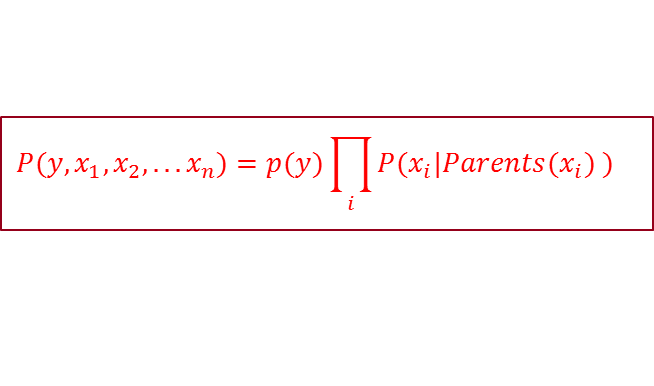 P(y,x₁,x₂,...xₙ) = p(y)∏ᵢ P(xᵢ|Parents(xᵢ) )